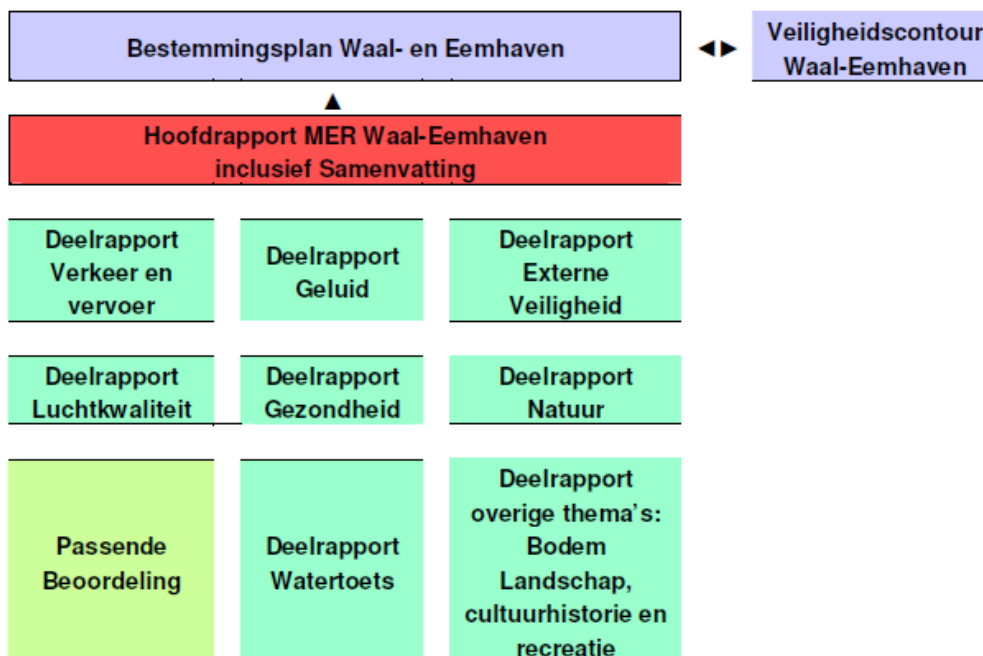 Bestemmingsplan Waal- en Eemhaven
◄►
Veiligheidscontour
Waal-Eemhaven
▲
Hoofdrapport MER Waal-Eemhaven
inclusief Samenvatting
Deelrapport
Verkeer en
vervoer
Deelrapport
Geluid
Deelrapport
Externe
Veiligheid
Deelrapport
Luchtkwaliteit
Deelrapport
Gezondheid
Deelrapport
Natuur
Passende
Beoordeling
Deelrapport
Watertoets
Deelrapport
overige thema's:
Bodem
Landschap,
cultuurhistorie en
recreatie